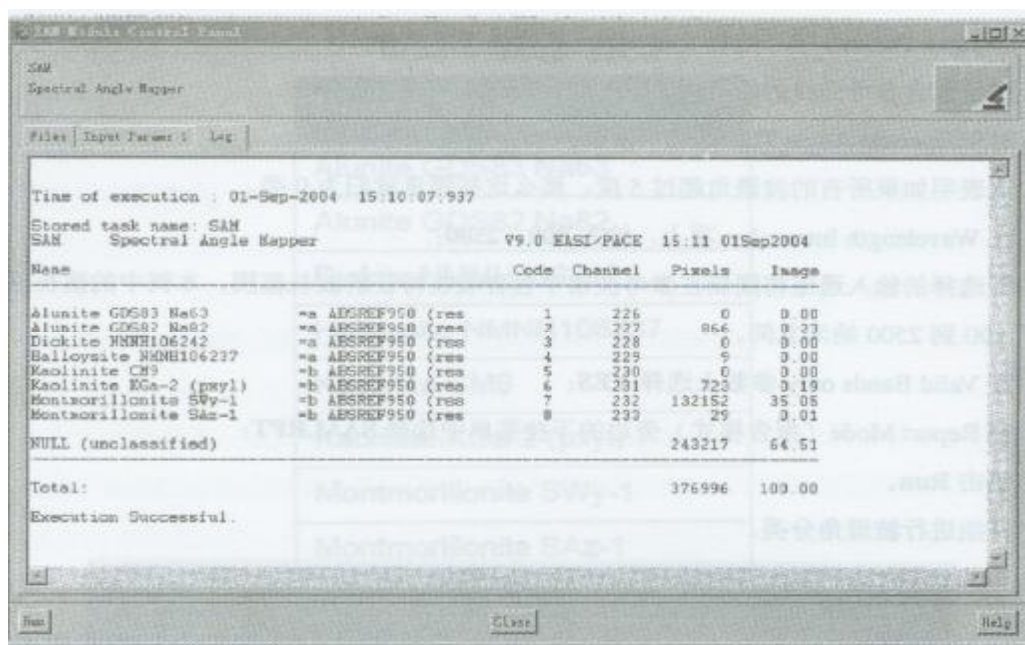 SAM Module Control Panel
SAM
Spectral Angle Mapper
Files Input Params 1 Log
Time of execution : 01-Sep-2004 15:10:07:937
Stored task name: SAM
SAM Spectral Angle Mapper V9.0 EASI/PACE 15:11 01Sep2004
Name Code Channel Pixels Image
Alunite GDS83 Na63 =a ABSREF950 (res 1 226 0 0.00
Alunite GDS82 Na82 =a ABSREF950 (res 2 227 866 0.23
Dickite NMNH106242 =a ABSREF950 (res 3 228 0 0.00
Halloysite NMNH106237 =a ABSREF950 (res 4 229 9 0.00
Kaolinite CM9 =b ABSREF950 (res 5 230 0 0.00
Kaolinite KGa-2 (pxyl) =b ABSREF950 (res 6 231 723 0.19
Montmorillonite SWy-1 =b ABSREF950 (res 7 232 132152 35.05
Montmorillonite SAz-1 =b ABSREF950 (res 8 233 29 0.01
NULL (unclassified) 243217 64.51
Total: 376996 100.00
Execution Successful.
Run Close Help